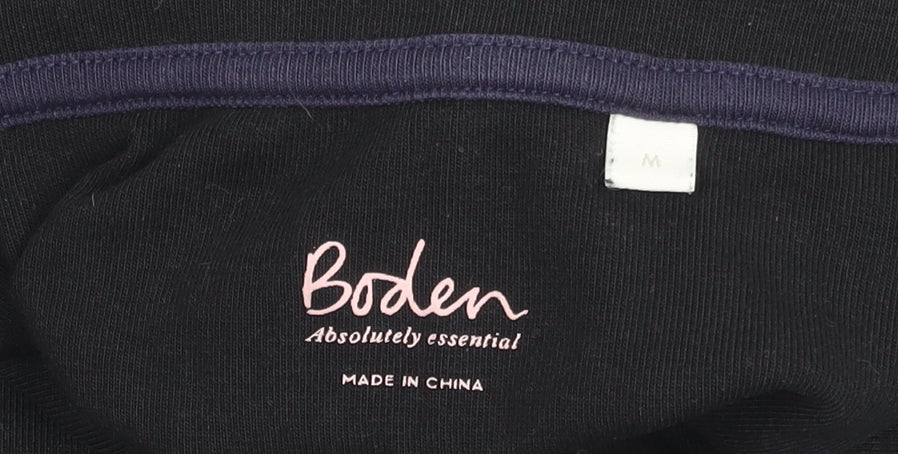 M
Boden
Absolutely essential
MADE IN CHINA